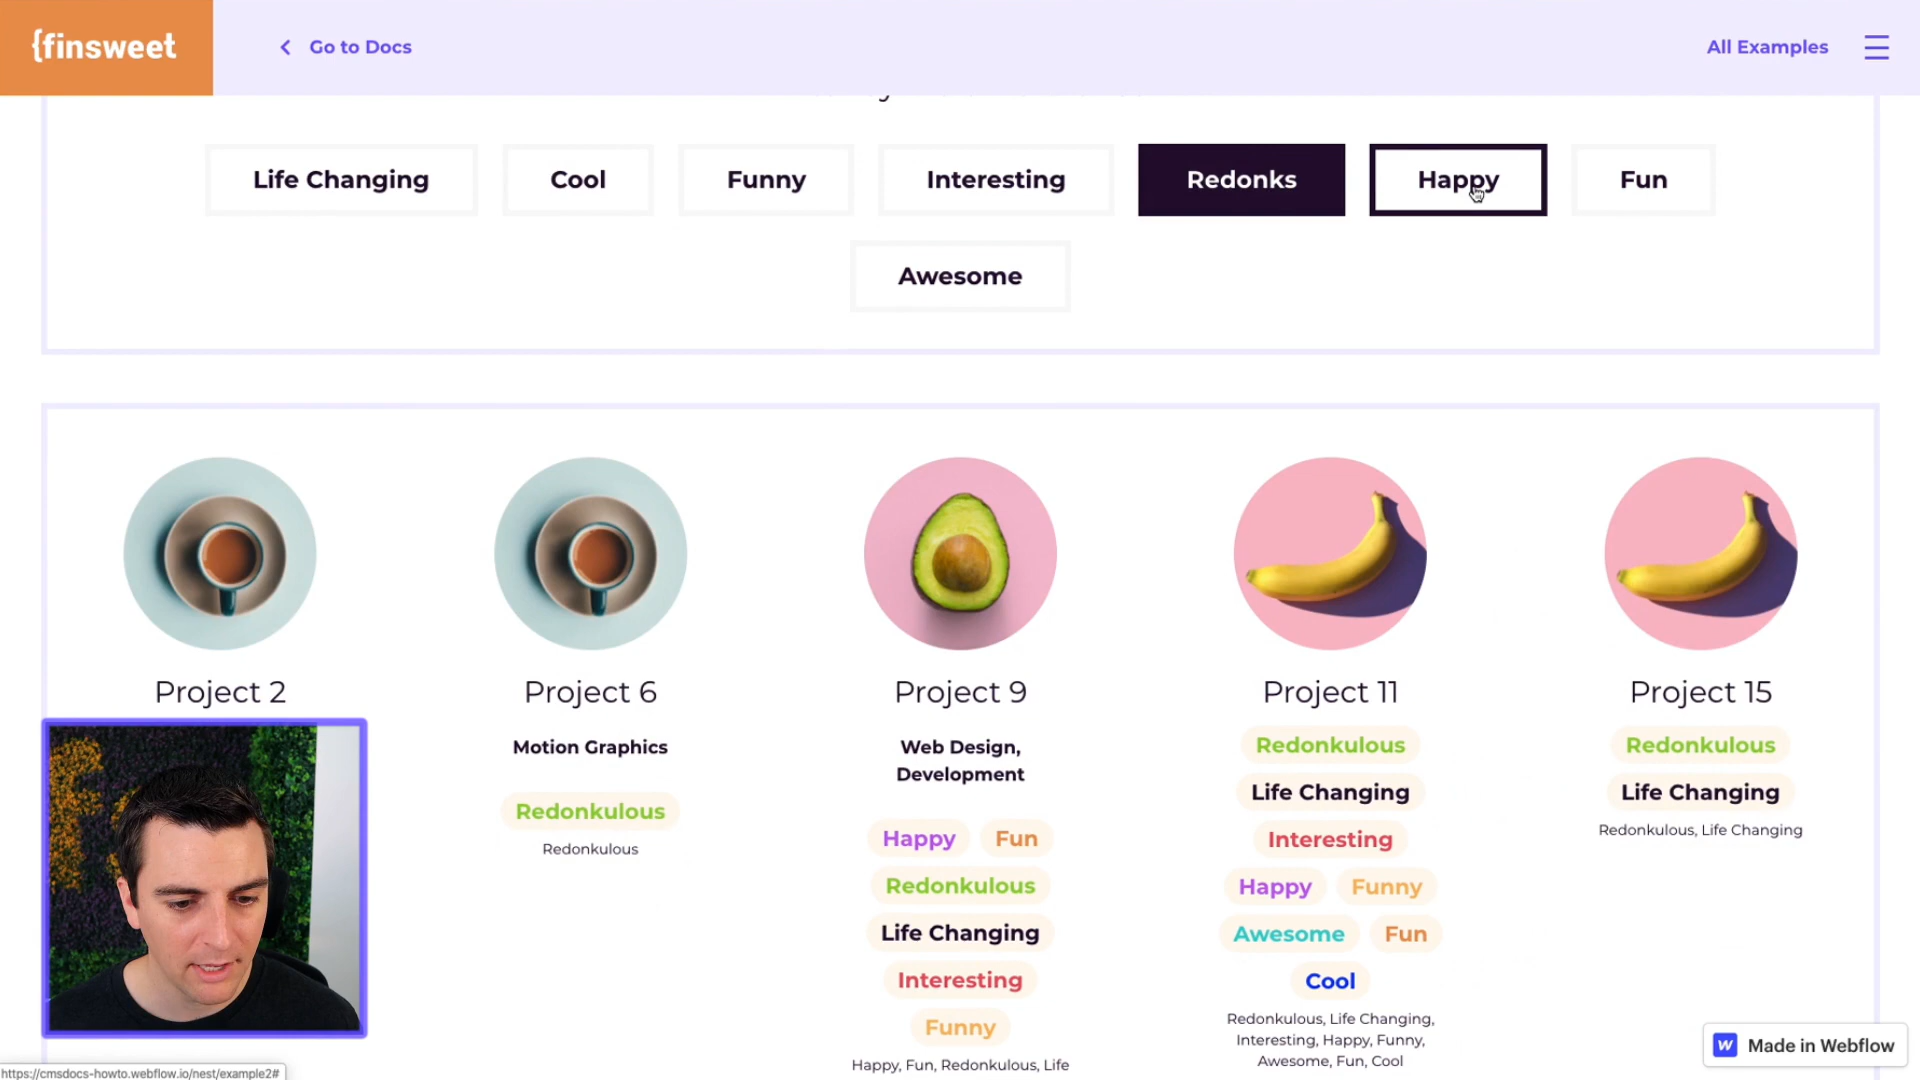 {finsweet
Go to Docs
All Examples
Life Changing
Cool
Funny
Interesting
Redonks
Happy
Fun
Awesome
Project 2
Project 6
Motion Graphics
Redonkulous
Redonkulous
Project 9
Web Design,
Development
Happy Fun
Redonkulous
Life Changing
Interesting
Funny
Happy, Fun, Redonkulous, Life
Project 11
Redonkulous
Life Changing
Interesting
Happy Funny
Awesome Fun
Cool
Redonkulous, Life Changing,
Interesting, Happy, Funny,
Awesome, Fun, Cool
Project 15
Redonkulous
Life Changing
Redonkulous, Life Changing
W Made in Webflow
https://cmsdocs-howto.webflow.io/nest/example2#